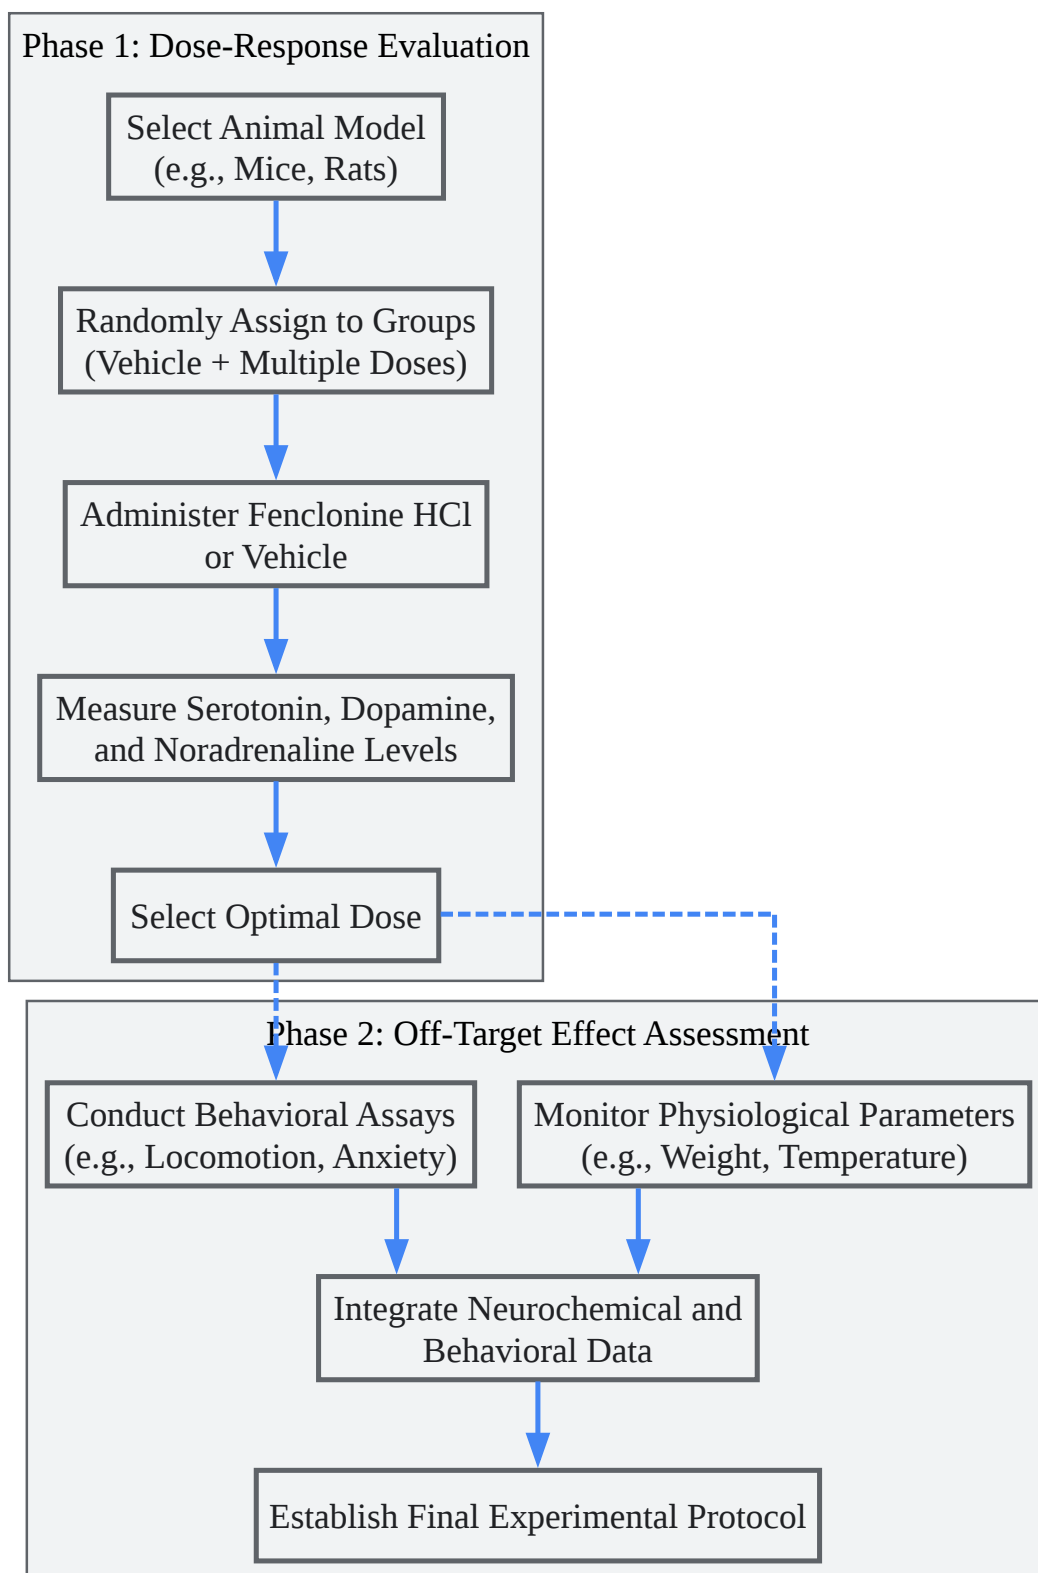 Phase 1: Dose-Response Evaluation
Select Animal Model
(e.g., Mice, Rats)
Randomly Assign to Groups
(Vehicle + Multiple Doses)
Administer Fenclonine HCl
or Vehicle
Measure Serotonin, Dopamine,
and Noradrenaline Levels
Select Optimal Dose
Phase 2: Off-Target Effect Assessment
Conduct Behavioral Assays
(e.g., Locomotion, Anxiety)
Monitor Physiological Parameters
(e.g., Weight, Temperature)
Integrate Neurochemical and
Behavioral Data
Establish Final Experimental Protocol